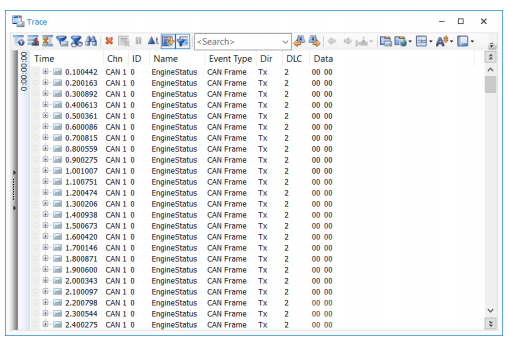 Trace
<Search>
Time Chn ID Name Event Type Dir DLC Data
0:00:00:00
0.100442 CAN 1 0 EngineStatus CAN Frame Tx 2 00 00
0.200163 CAN 1 0 EngineStatus CAN Frame Tx 2 00 00
0.300892 CAN 1 0 EngineStatus CAN Frame Tx 2 00 00
0.400613 CAN 1 0 EngineStatus CAN Frame Tx 2 00 00
0.500361 CAN 1 0 EngineStatus CAN Frame Tx 2 00 00
0.600086 CAN 1 0 EngineStatus CAN Frame Tx 2 00 00
0.700815 CAN 1 0 EngineStatus CAN Frame Tx 2 00 00
0.800559 CAN 1 0 EngineStatus CAN Frame Tx 2 00 00
0.900275 CAN 1 0 EngineStatus CAN Frame Tx 2 00 00
1.001007 CAN 1 0 EngineStatus CAN Frame Tx 2 00 00
1.100751 CAN 1 0 EngineStatus CAN Frame Tx 2 00 00
1.200474 CAN 1 0 EngineStatus CAN Frame Tx 2 00 00
1.300206 CAN 1 0 EngineStatus CAN Frame Tx 2 00 00
1.400938 CAN 1 0 EngineStatus CAN Frame Tx 2 00 00
1.500673 CAN 1 0 EngineStatus CAN Frame Tx 2 00 00
1.600420 CAN 1 0 EngineStatus CAN Frame Tx 2 00 00
1.700146 CAN 1 0 EngineStatus CAN Frame Tx 2 00 00
1.800871 CAN 1 0 EngineStatus CAN Frame Tx 2 00 00
1.900600 CAN 1 0 EngineStatus CAN Frame Tx 2 00 00
2.000343 CAN 1 0 EngineStatus CAN Frame Tx 2 00 00
2.100097 CAN 1 0 EngineStatus CAN Frame Tx 2 00 00
2.200798 CAN 1 0 EngineStatus CAN Frame Tx 2 00 00
2.300544 CAN 1 0 EngineStatus CAN Frame Tx 2 00 00
2.400275 CAN 1 0 EngineStatus CAN Frame Tx 2 00 00